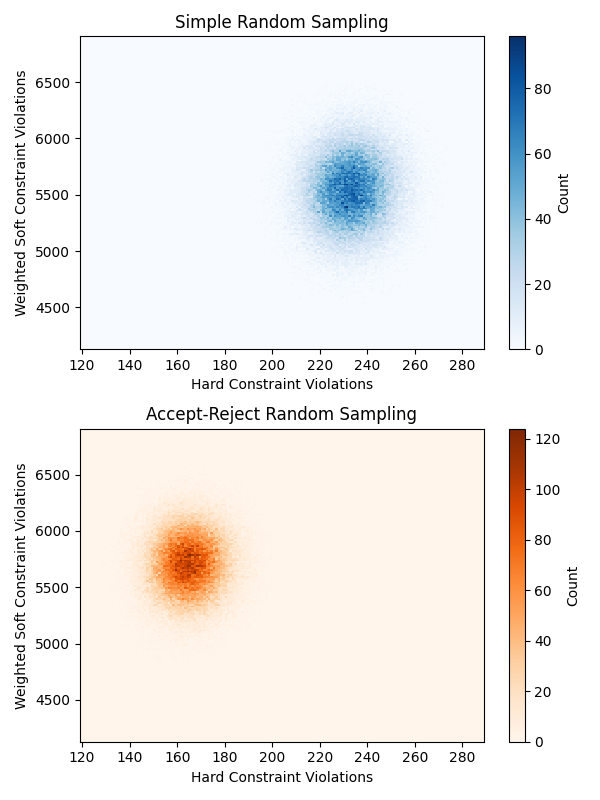 Simple Random Sampling
Weighted Soft Constraint Violations
6500
6000
5500
5000
4500
120 140 160 180 200 220 240 260 280
Hard Constraint Violations
80
60
40
20
0
Count
Accept-Reject Random Sampling
Weighted Soft Constraint Violations
6500
6000
5500
5000
4500
120 140 160 180 200 220 240 260 280
Hard Constraint Violations
120
100
80
60
40
20
0
Count